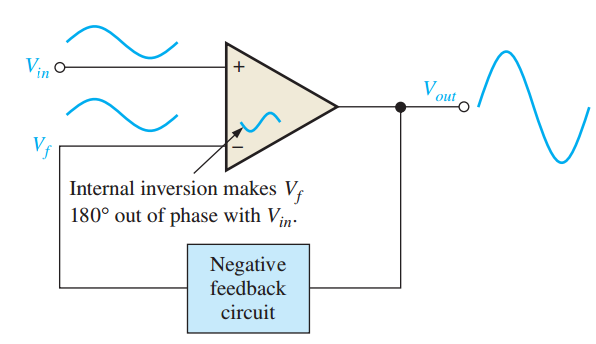 Vin
+
Vout
Vf
–
Internal inversion makes Vf
180° out of phase with Vin.
Negative
feedback
circuit